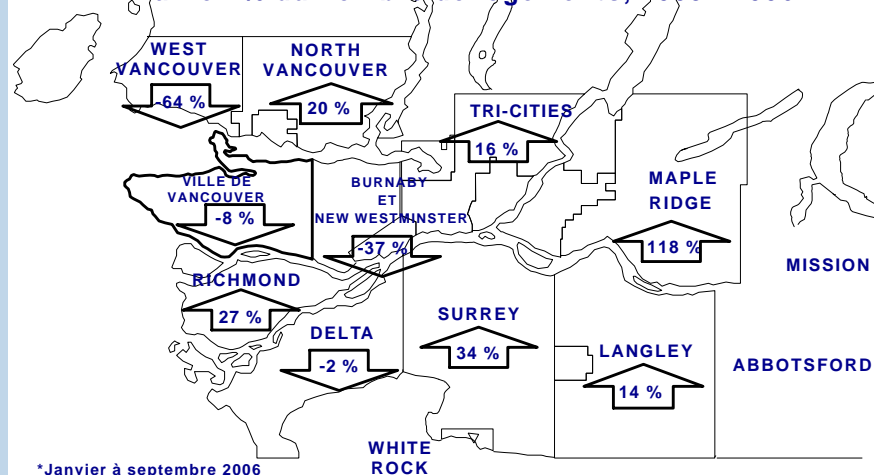 WEST
VANCOUVER
-64 %
NORTH
VANCOUVER
20 %
TRI-CITIES
16 %
VILLE DE
VANCOUVER
-8 %
BURNABY
ET
NEW WESTMINSTER
-37 %
MAPLE
RIDGE
118 %
MISSION
RICHMOND
27 %
DELTA
-2 %
SURREY
34 %
LANGLEY
14 %
ABBOTSFORD
WHITE
ROCK
*Janvier à septembre 2006